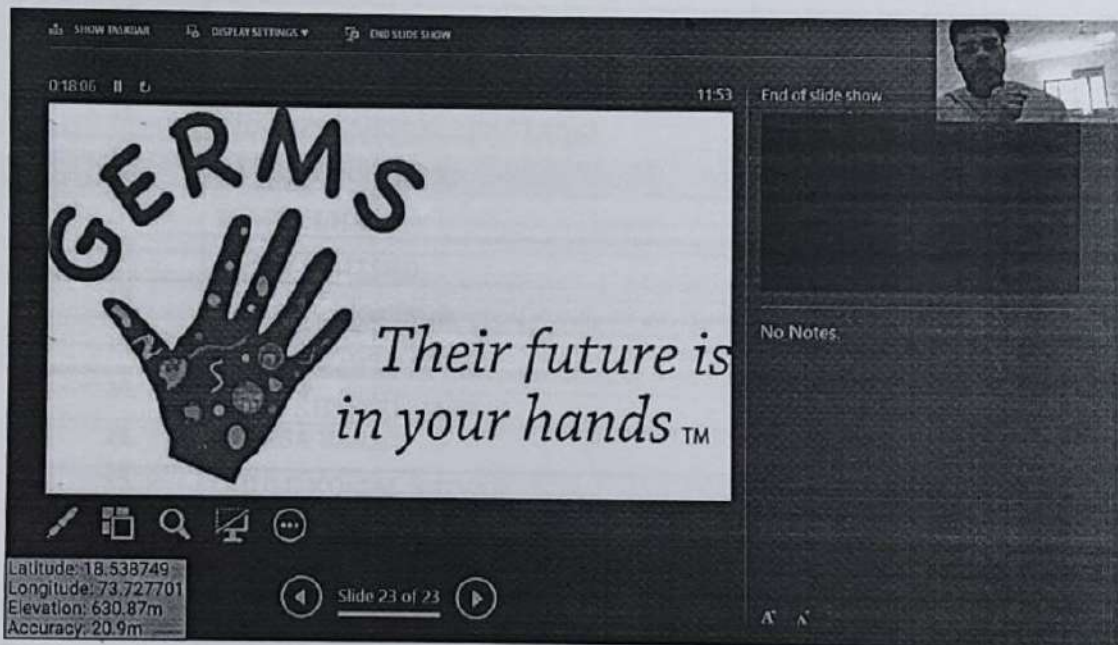 SHOW TASKBAR
DISPLAY SETTINGS ▼
END SLIDE SHOW
0:18:06
11:53
End of slide show
GERMS
Their future is
in your hands TM
No Notes.
Latitude: 18.538749
Longitude: 73.727701
Elevation: 630.87m
Accuracy: 20.9m
Slide 23 of 23
A A